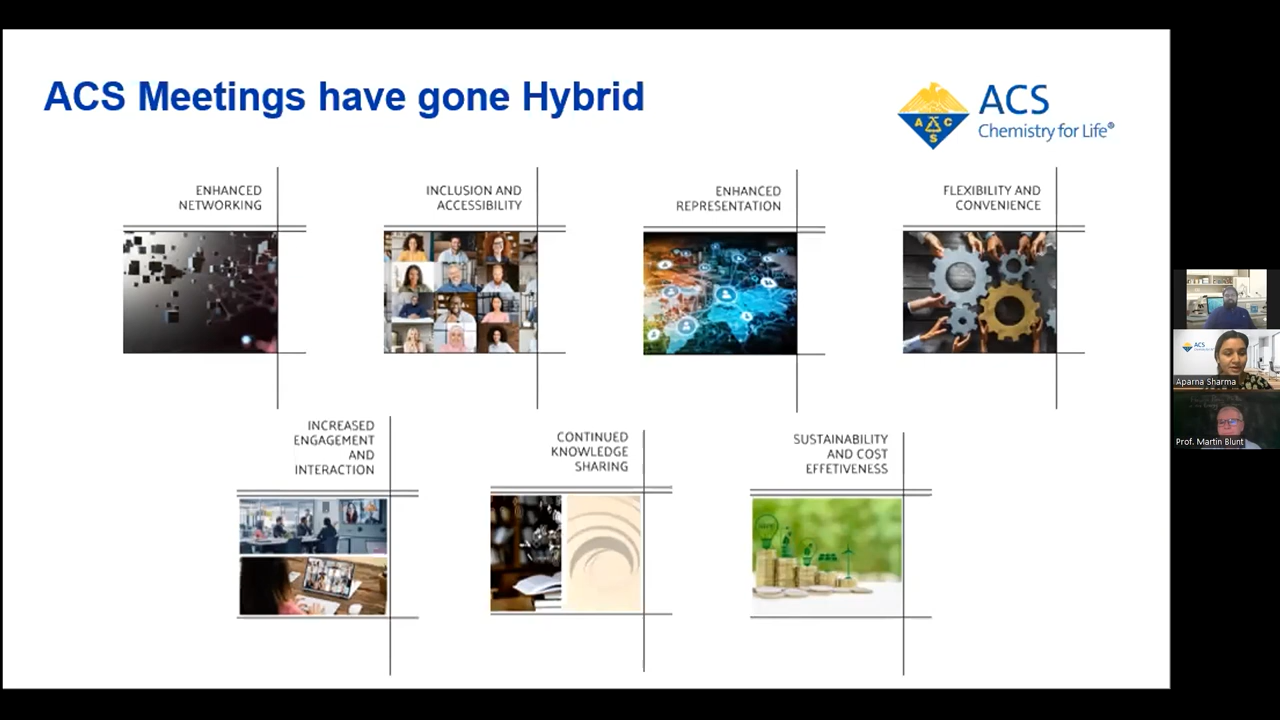 ACS Meetings have gone Hybrid
A C S
ACS
Chemistry for Life®
ENHANCED
NETWORKING
INCLUSION AND
ACCESSIBILITY
ENHANCED
REPRESENTATION
FLEXIBILITY AND
CONVENIENCE
INCREASED
ENGAGEMENT
AND
INTERACTION
CONTINUED
KNOWLEDGE
SHARING
SUSTAINABILITY
AND COST
EFFETIVENESS
ACS
Aparna Sharma
Prof. Martin Blunt